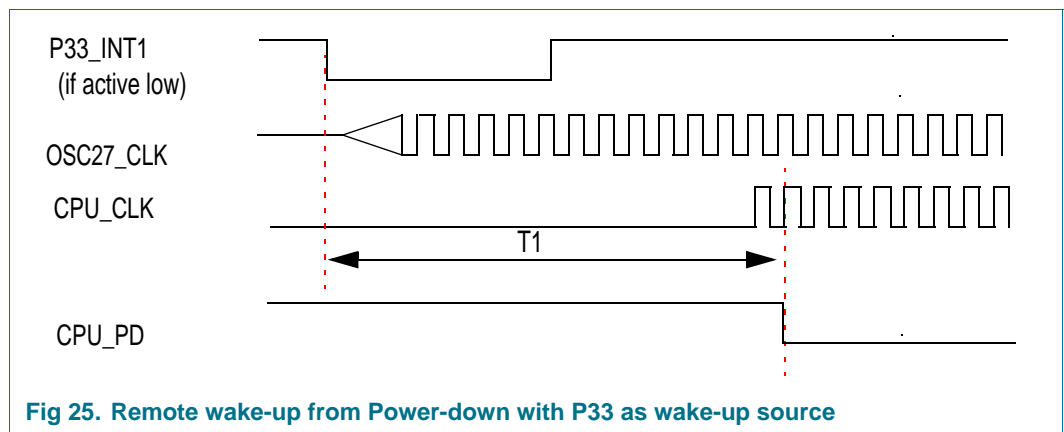 P33_INT1
(if active low)
OSC27_CLK
CPU_CLK
T1
CPU_PD
Fig 25. Remote wake-up from Power-down with P33 as wake-up source